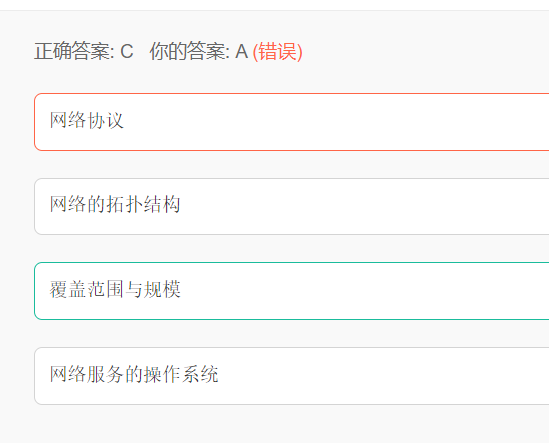 正确答案: C 你的答案: A (错误)
网络协议
网络的拓扑结构
覆盖范围与规模
网络服务的操作系统